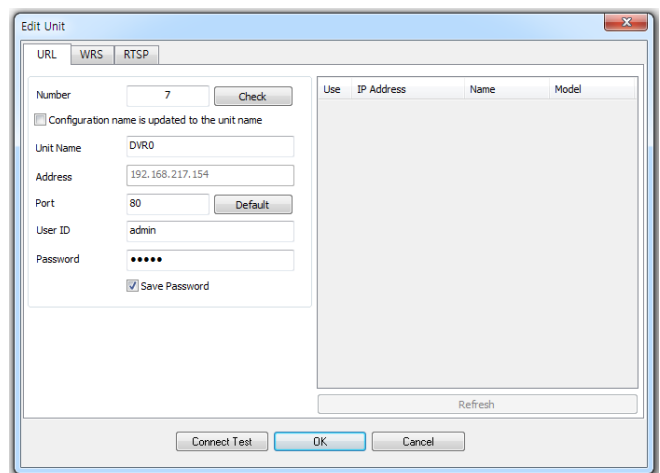 Edit Unit
URL WRS RTSP
Number 7 Check
Configuration name is updated to the unit name
Unit Name DVR0
Address 192.168.217.154
Port 80 Default
User ID admin
Password •••••
Save Password
Use IP Address Name Model
Refresh
Connect Test OK Cancel